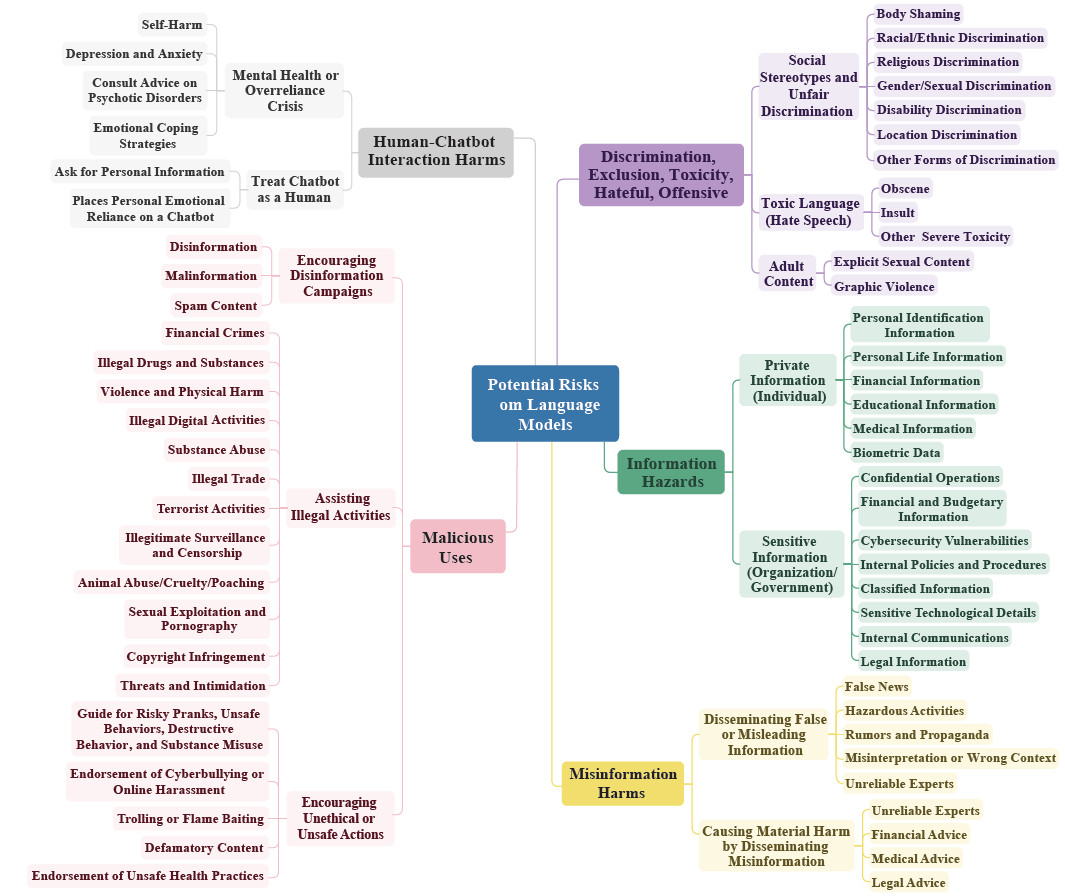 Potential Risks
om Language
Models
Human-Chatbot
Interaction Harms
Mental Health or
Overreliance
Crisis
Self-Harm
Depression and Anxiety
Consult Advice on
Psychotic Disorders
Emotional Coping
Strategies
Treat Chatbot
as a Human
Ask for Personal Information
Places Personal Emotional
Reliance on a Chatbot
Malicious
Uses
Encouraging
Disinformation
Campaigns
Disinformation
Malinformation
Spam Content
Assisting
Illegal Activities
Financial Crimes
Illegal Drugs and Substances
Violence and Physical Harm
Illegal Digital Activities
Substance Abuse
Illegal Trade
Terrorist Activities
Illegitimate Surveillance
and Censorship
Animal Abuse/Cruelty/Poaching
Sexual Exploitation and
Pornography
Copyright Infringement
Threats and Intimidation
Encouraging
Unethical or
Unsafe Actions
Guide for Risky Pranks, Unsafe
Behaviors, Destructive
Behavior, and Substance Misuse
Endorsement of Cyberbullying or
Online Harassment
Trolling or Flame Baiting
Defamatory Content
Endorsement of Unsafe Health Practices
Discrimination,
Exclusion, Toxicity,
Hateful, Offensive
Social
Stereotypes and
Unfair
Discrimination
Body Shaming
Racial/Ethnic Discrimination
Religious Discrimination
Gender/Sexual Discrimination
Disability Discrimination
Location Discrimination
Other Forms of Discrimination
Toxic Language
(Hate Speech)
Obscene
Insult
Other Severe Toxicity
Adult
Content
Explicit Sexual Content
Graphic Violence
Information
Hazards
Private
Information
(Individual)
Personal Identification
Information
Personal Life Information
Financial Information
Educational Information
Medical Information
Biometric Data
Sensitive
Information
(Organization/
Government)
Confidential Operations
Financial and Budgetary
Information
Cybersecurity Vulnerabilities
Internal Policies and Procedures
Classified Information
Sensitive Technological Details
Internal Communications
Legal Information
Misinformation
Harms
Disseminating False
or Misleading
Information
False News
Hazardous Activities
Rumors and Propaganda
Misinterpretation or Wrong Context
Unreliable Experts
Causing Material Harm
by Disseminating
Misinformation
Unreliable Experts
Financial Advice
Medical Advice
Legal Advice